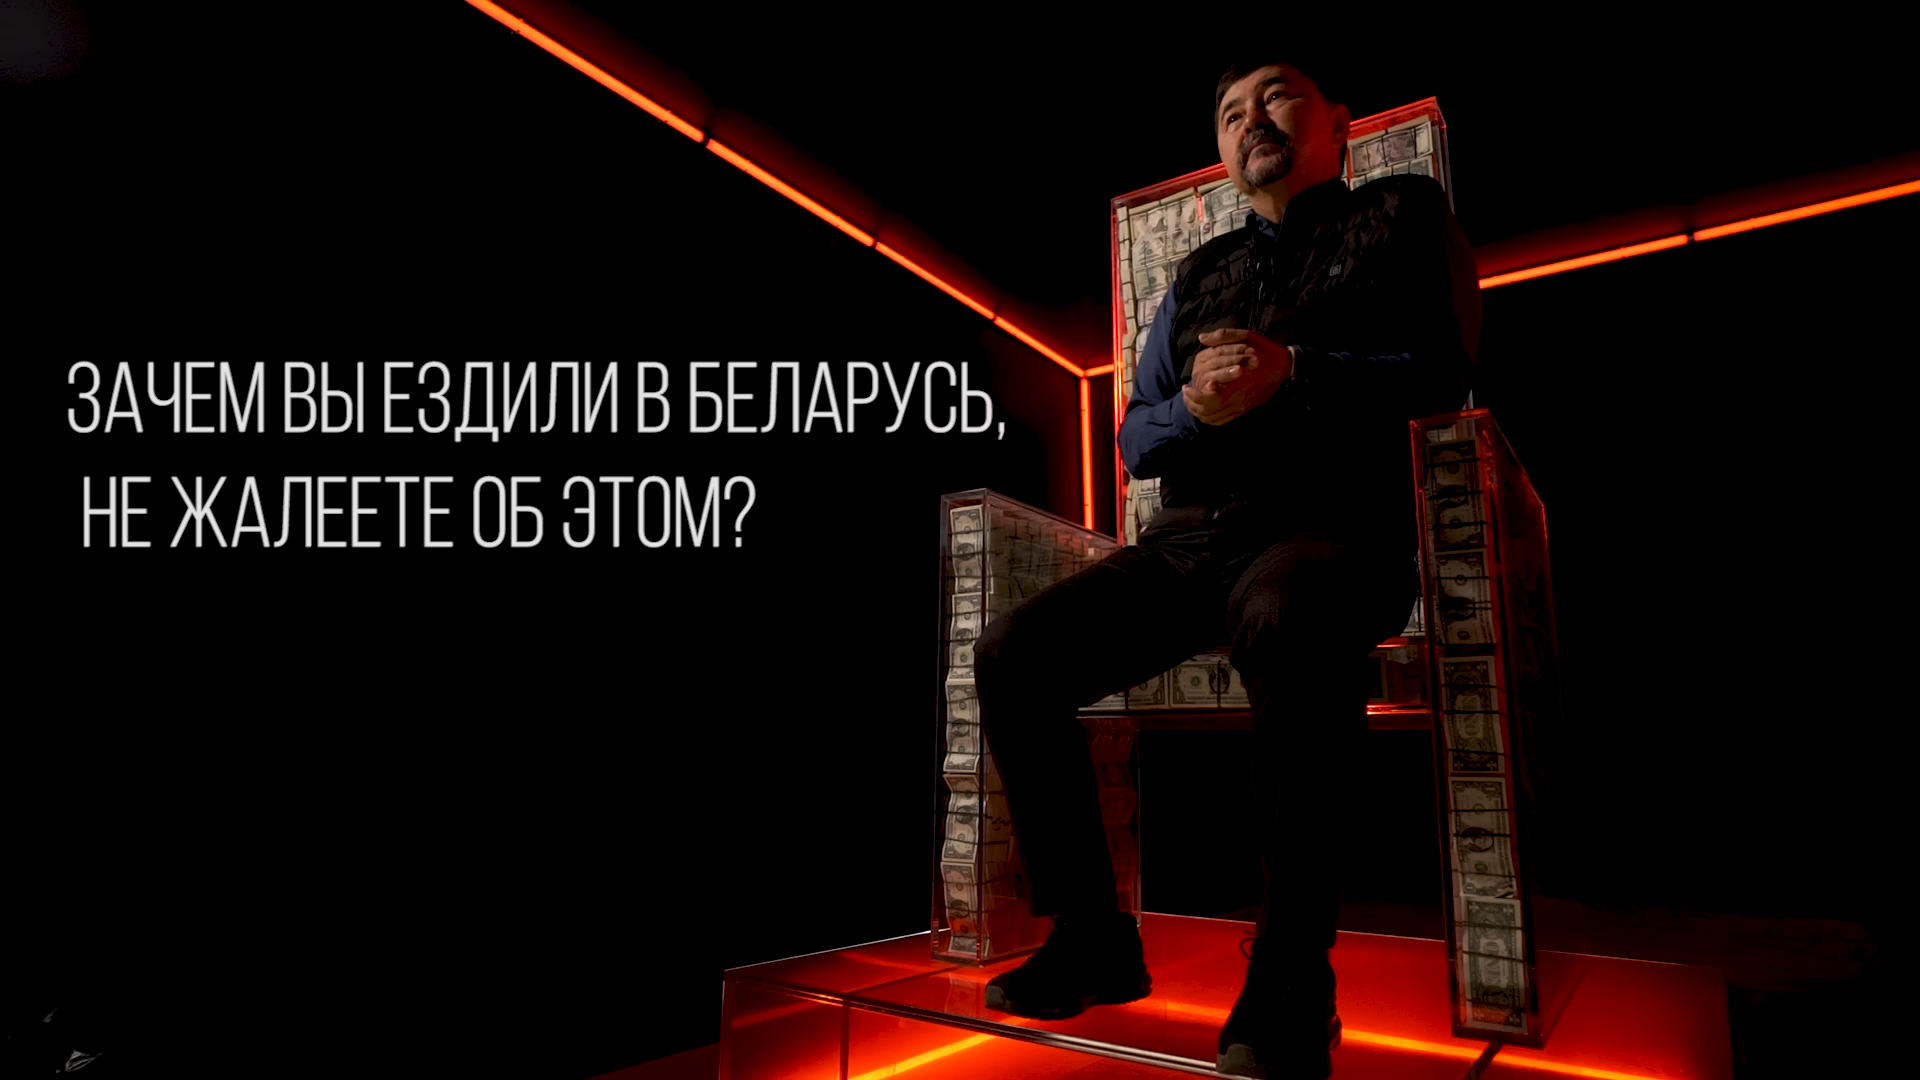 ЗАЧЕМ ВЫ ЕЗДИЛИ В БЕЛАРУСЬ,
НЕ ЖАЛЕЕТЕ ОБ ЭТОМ?